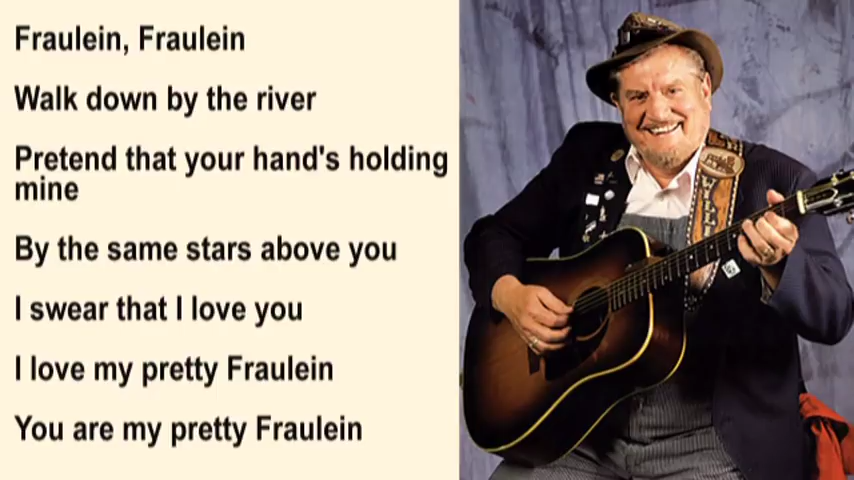 Fraulein, Fraulein
Walk down by the river
Pretend that your hand's holding
mine
By the same stars above you
I swear that I love you
I love my pretty Fraulein
You are my pretty Fraulein
WILLI